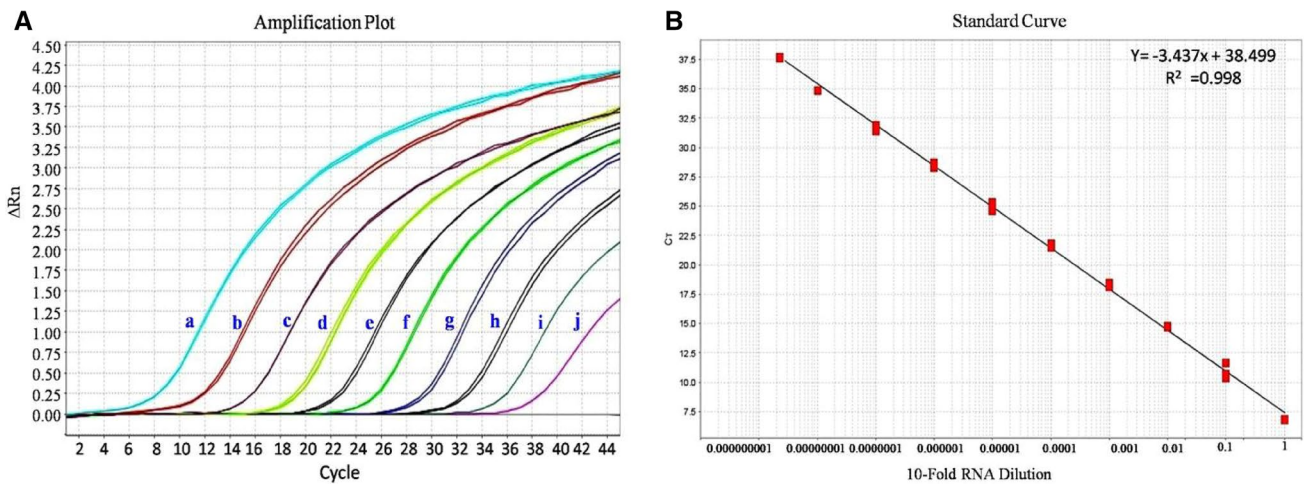 A
Amplification Plot
ΔRn
4.50
4.25
4.00
3.75
3.50
3.25
3.00
2.75
2.50
2.25
2.00
1.75
1.50
1.25
1.00
0.75
0.50
0.25
0.00
a b c d e f g h i j
2 4 6 8 10 12 14 16 18 20 22 24 26 28 30 32 34 36 38 40 42 44
Cycle
B
Standard Curve
Y= -3.437x + 38.499
R² =0.998
CT
37.5
35.0
32.5
30.0
27.5
25.0
22.5
20.0
17.5
15.0
12.5
10.0
7.5
0.000000001 0.00000001 0.0000001 0.000001 0.00001 0.0001 0.001 0.01 0.1 1
10-Fold RNA Dilution